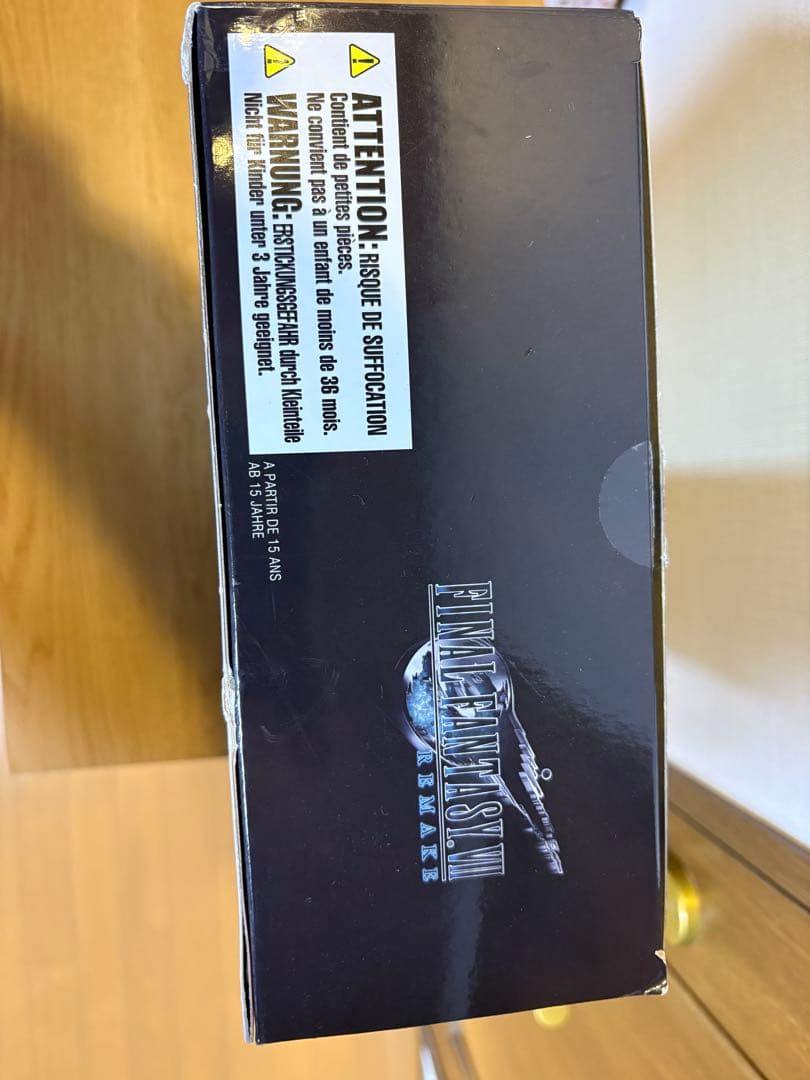 ATTENTION: RISQUE DE SUFFOCATION
Contient de petites pièces.
Ne convient pas à un enfant de moins de 36 mois.
WARNUNG: ERSTICKUNGSGEFAHR durch Kleinteile
Nicht für Kinder unter 3 Jahre geeignet.
A PARTIR DE 15 ANS
AB 15 JAHRE
FINAL FANTASY VII
REMAKE